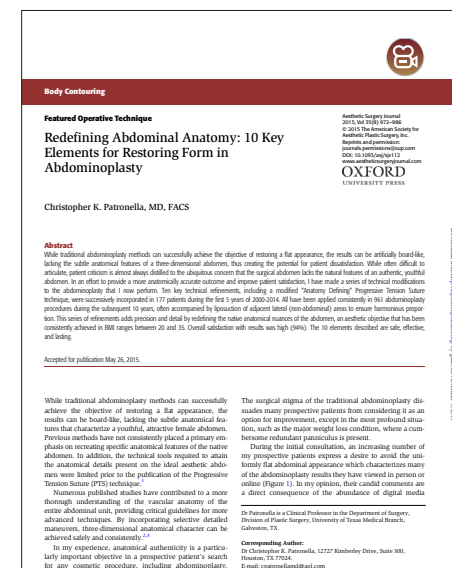 Body Contouring
Featured Operative Technique
Redefining Abdominal Anatomy: 10 Key
Elements for Restoring Form in
Abdominoplasty
Aesthetic Surgery Journal
2015, Vol 35(8) 972–986
© 2015 The American Society for
Aesthetic Plastic Surgery, Inc.
Reprints and permission:
journals.permissions@oup.com
DOI: 10.1093/asj/sjv112
www.aestheticsurgeryjournal.com
OXFORD
UNIVERSITY PRESS
Christopher K. Patronella, MD, FACS
Abstract
While traditional abdominoplasty methods can successfully achieve the objective of restoring a flat appearance, the results can be artificially board-like,
lacking the subtle anatomical features of a three-dimensional abdomen, thus creating the potential for patient dissatisfaction. While often difficult to
articulate, patient criticism is almost always distilled to the ubiquitous concern that the surgical abdomen lacks the natural features of an authentic, youthful
abdomen. In an effort to provide a more anatomically accurate outcome and improve patient satisfaction, I have made a series of technical modifications
to the abdominoplasty that I now perform. Ten key technical refinements, including a modified "Anatomy Defining" Progressive Tension Suture
technique, were successively incorporated in 177 patients during the first 5 years of 2000-2014. All have been applied consistently in 961 abdominoplasty
procedures during the subsequent 10 years, often accompanied by liposuction of adjacent lateral (non-abdominal) areas to ensure harmonious propor-
tion. This series of refinements adds precision and detail by redefining the native anatomical nuances of the abdomen, an aesthetic objective that has been
consistently achieved in BMI ranges between 20 and 35. Overall satisfaction with results was high (94%). The 10 elements described are safe, effective,
and lasting.
Accepted for publication May 26, 2015.
While traditional abdominoplasty methods can successfully
achieve the objective of restoring a flat appearance, the
results can be board-like, lacking the subtle anatomical fea-
tures that characterize a youthful, attractive female abdomen.
Previous methods have not consistently placed a primary em-
phasis on recreating specific anatomical features of the native
abdomen. In addition, the technical tools required to attain
the anatomical details present on the ideal aesthetic abdo-
men were limited prior to the publication of the Progressive
Tension Suture (PTS) technique.1
Numerous published studies have contributed to a more
thorough understanding of the vascular anatomy of the
entire abdominal unit, providing critical guidelines for more
advanced techniques. By incorporating selective detailed
maneuvers, three-dimensional anatomical character can be
achieved safely and consistently.2,3
In my experience, anatomical authenticity is a particu-
larly important objective in a prospective patient's search
for any cosmetic procedure, including abdominoplasty.
The surgical stigma of the traditional abdominoplasty dis-
suades many prospective patients from considering it as an
option for improvement, except in the most profound situa-
tion, such as the major weight loss condition, where a cum-
bersome redundant panniculus is present.
During the initial consultation, an increasing number of
my prospective patients express a desire to avoid the uni-
formly flat abdominal appearance which characterizes many
of the abdominoplasty results they have viewed in person or
online (Figure 1). In my opinion, their candid comments are
a direct consequence of the abundance of digital media
Dr Patronella is a Clinical Professor in the Department of Surgery,
Division of Plastic Surgery, University of Texas Medical Branch,
Galveston, TX.
Corresponding Author:
Dr Christopher K. Patronella, 12727 Kimberley Drive, Suite 300,
Houston, TX 77024.
E-mail: cpatronellamd@aol.com